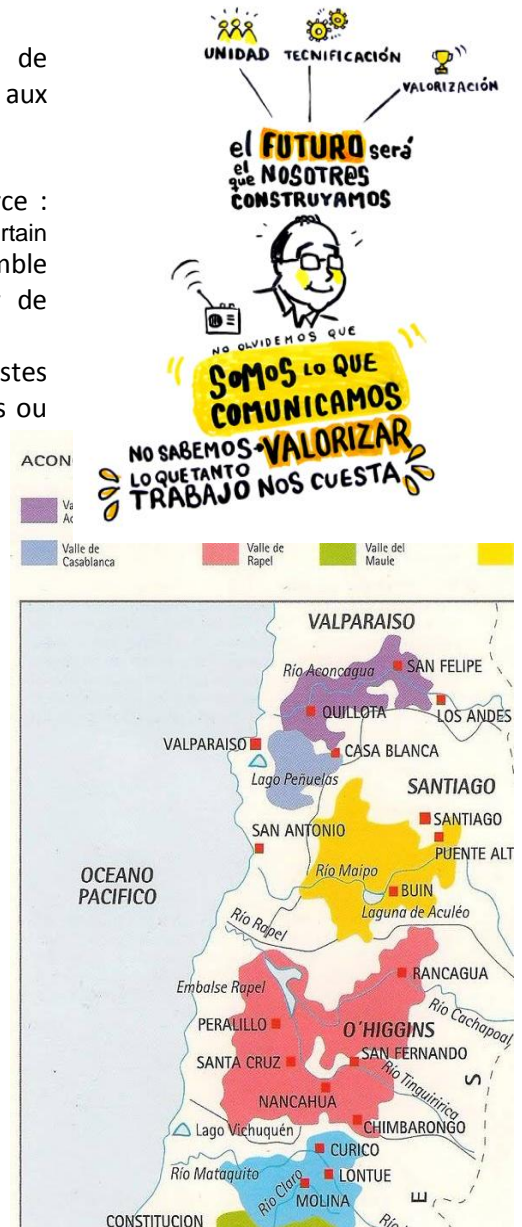 de
aux
rce :
rtain
mble
de
stes
s ou
UNIDAD TECNIFICACIÓN
VALORIZACIÓN
el FUTURO será
el que NOSOTR@S
CONSTRUYAMOS
NO OLVIDEMOS QUE
SOMOS LO QUE
COMUNICAMOS
NO SABEMOS VALORIZAR
LO QUE TANTO
TRABAJO NOS CUESTA
ACON
Va
Ac
Valle de
Casablanca
Valle de
Rapel
Valle del
Maule
VALPARAISO
Río Aconcagua
SAN FELIPE
QUILLOTA
LOS ANDES
VALPARAISO
CASA BLANCA
Lago Peñuelas
SANTIAGO
SAN ANTONIO
SANTIAGO
PUENTE ALT
Río Maipo
OCEANO
PACIFICO
BUIN
Laguna de Aculéo
Río Rapel
RANCAGUA
Embalse Rapel
Río Cachapoal
PERALILLO
O'HIGGINS
SANTA CRUZ
SAN FERNANDO
Río Tinguiririca
S
NANCAHUA
CHIMBARONGO
Lago Vichuquén
CURICO
Río Mataquito
LONTUE
Río Claro
MOLINA
E
CONSTITUCION
Río